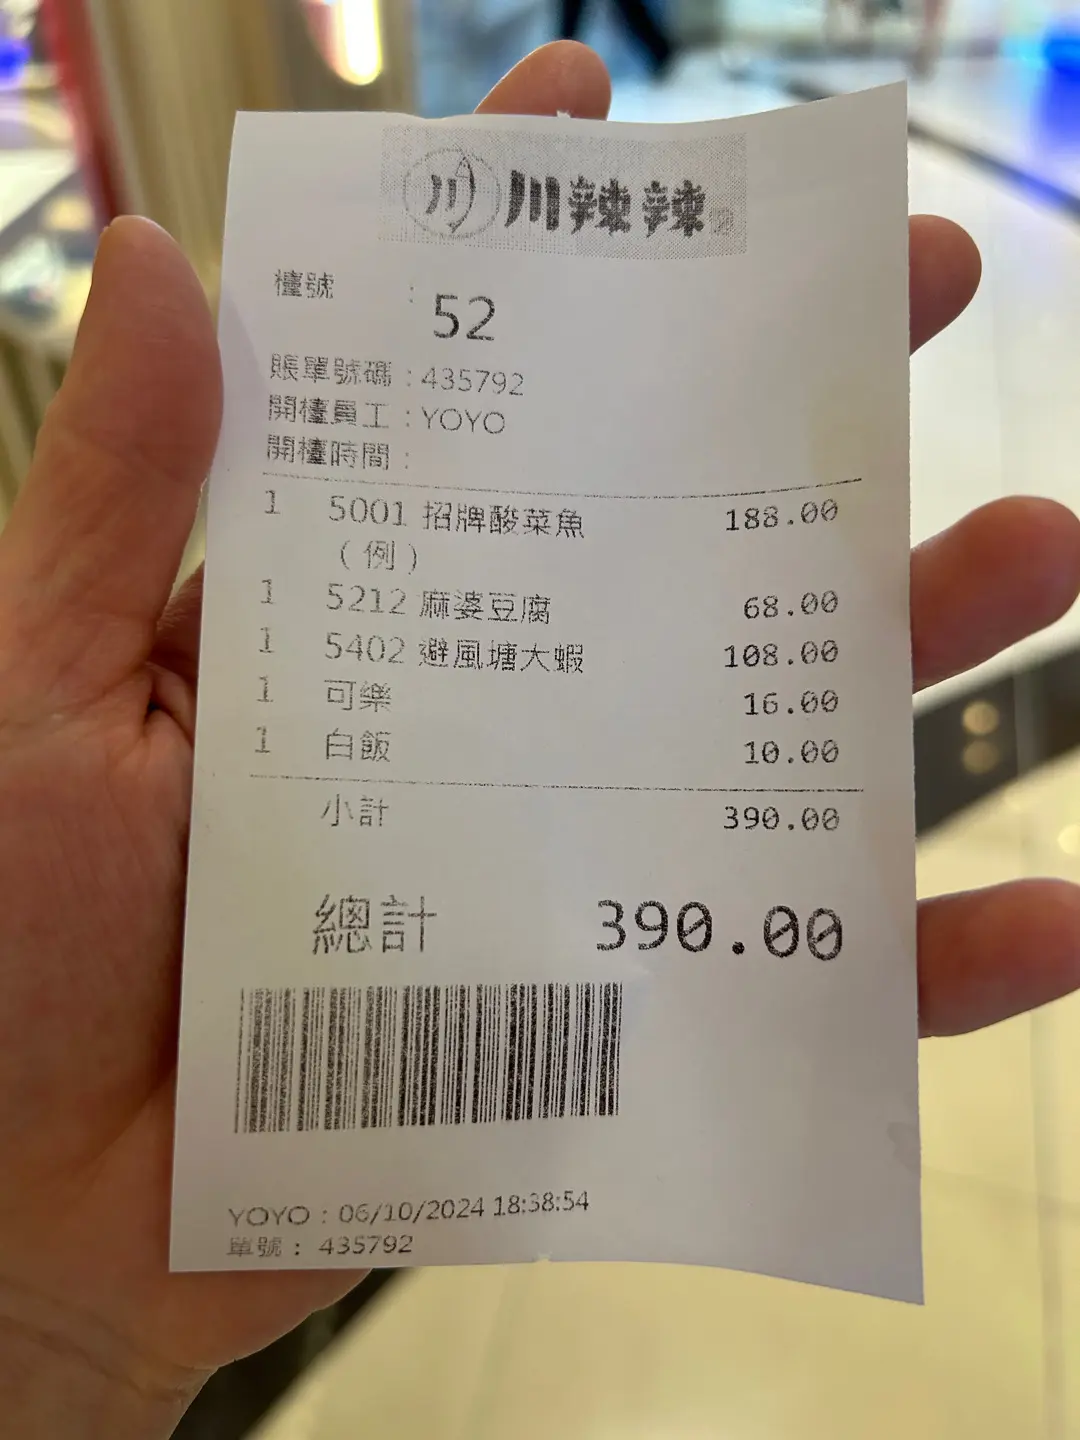 川 川辣辣
檯號 : 52
賬單號碼 : 435792
開檯員工 : YOYO
開檯時間 :
1 5001 招牌酸菜魚 188.00
(例)
1 5212 麻婆豆腐 68.00
1 5402 避風塘大蝦 108.00
1 可樂 16.00
1 白飯 10.00
小計 390.00
總計 390.00
YOYO : 06/10/2024 18:38:54
單號 : 435792